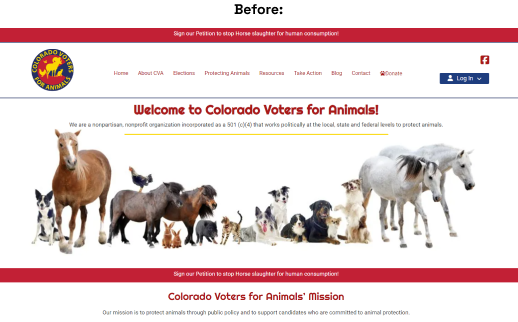 Before:
Sign our Petition to stop Horse slaughter for human consumption!
COLORADO VOTERS
FOR ANIMALS
Home About CVA Elections Protecting Animals Resources Take Action Blog Contact Donate
Log In
Welcome to Colorado Voters for Animals!
We are a nonpartisan, nonprofit organization incorporated as a 501 (c)(4) that works politically at the local, state and federal levels to protect animals.
Sign our Petition to stop Horse slaughter for human consumption!
Colorado Voters for Animals' Mission
Our mission is to protect animals through public policy and to support candidates who are committed to animal protection.